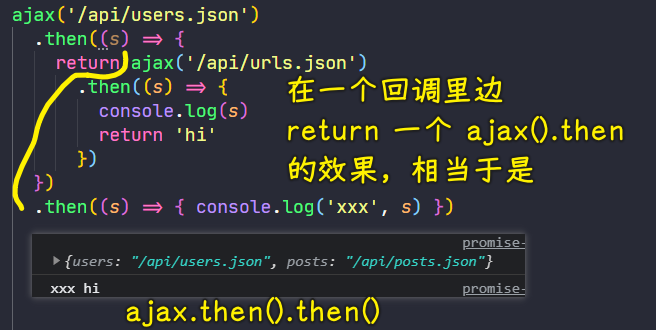 ajax('/api/users.json')
.then((s) => {
return ajax('/api/urls.json')
.then((s) => {
console.log(s)
return 'hi'
})
})
.then((s) => { console.log('xxx', s) })
在一个回调里边
return 一个 ajax().then
的效果，相当于是
promise-
▶ {users: "/api/users.json", posts: "/api/posts.json"}
xxx hi promise-
ajax.then().then()